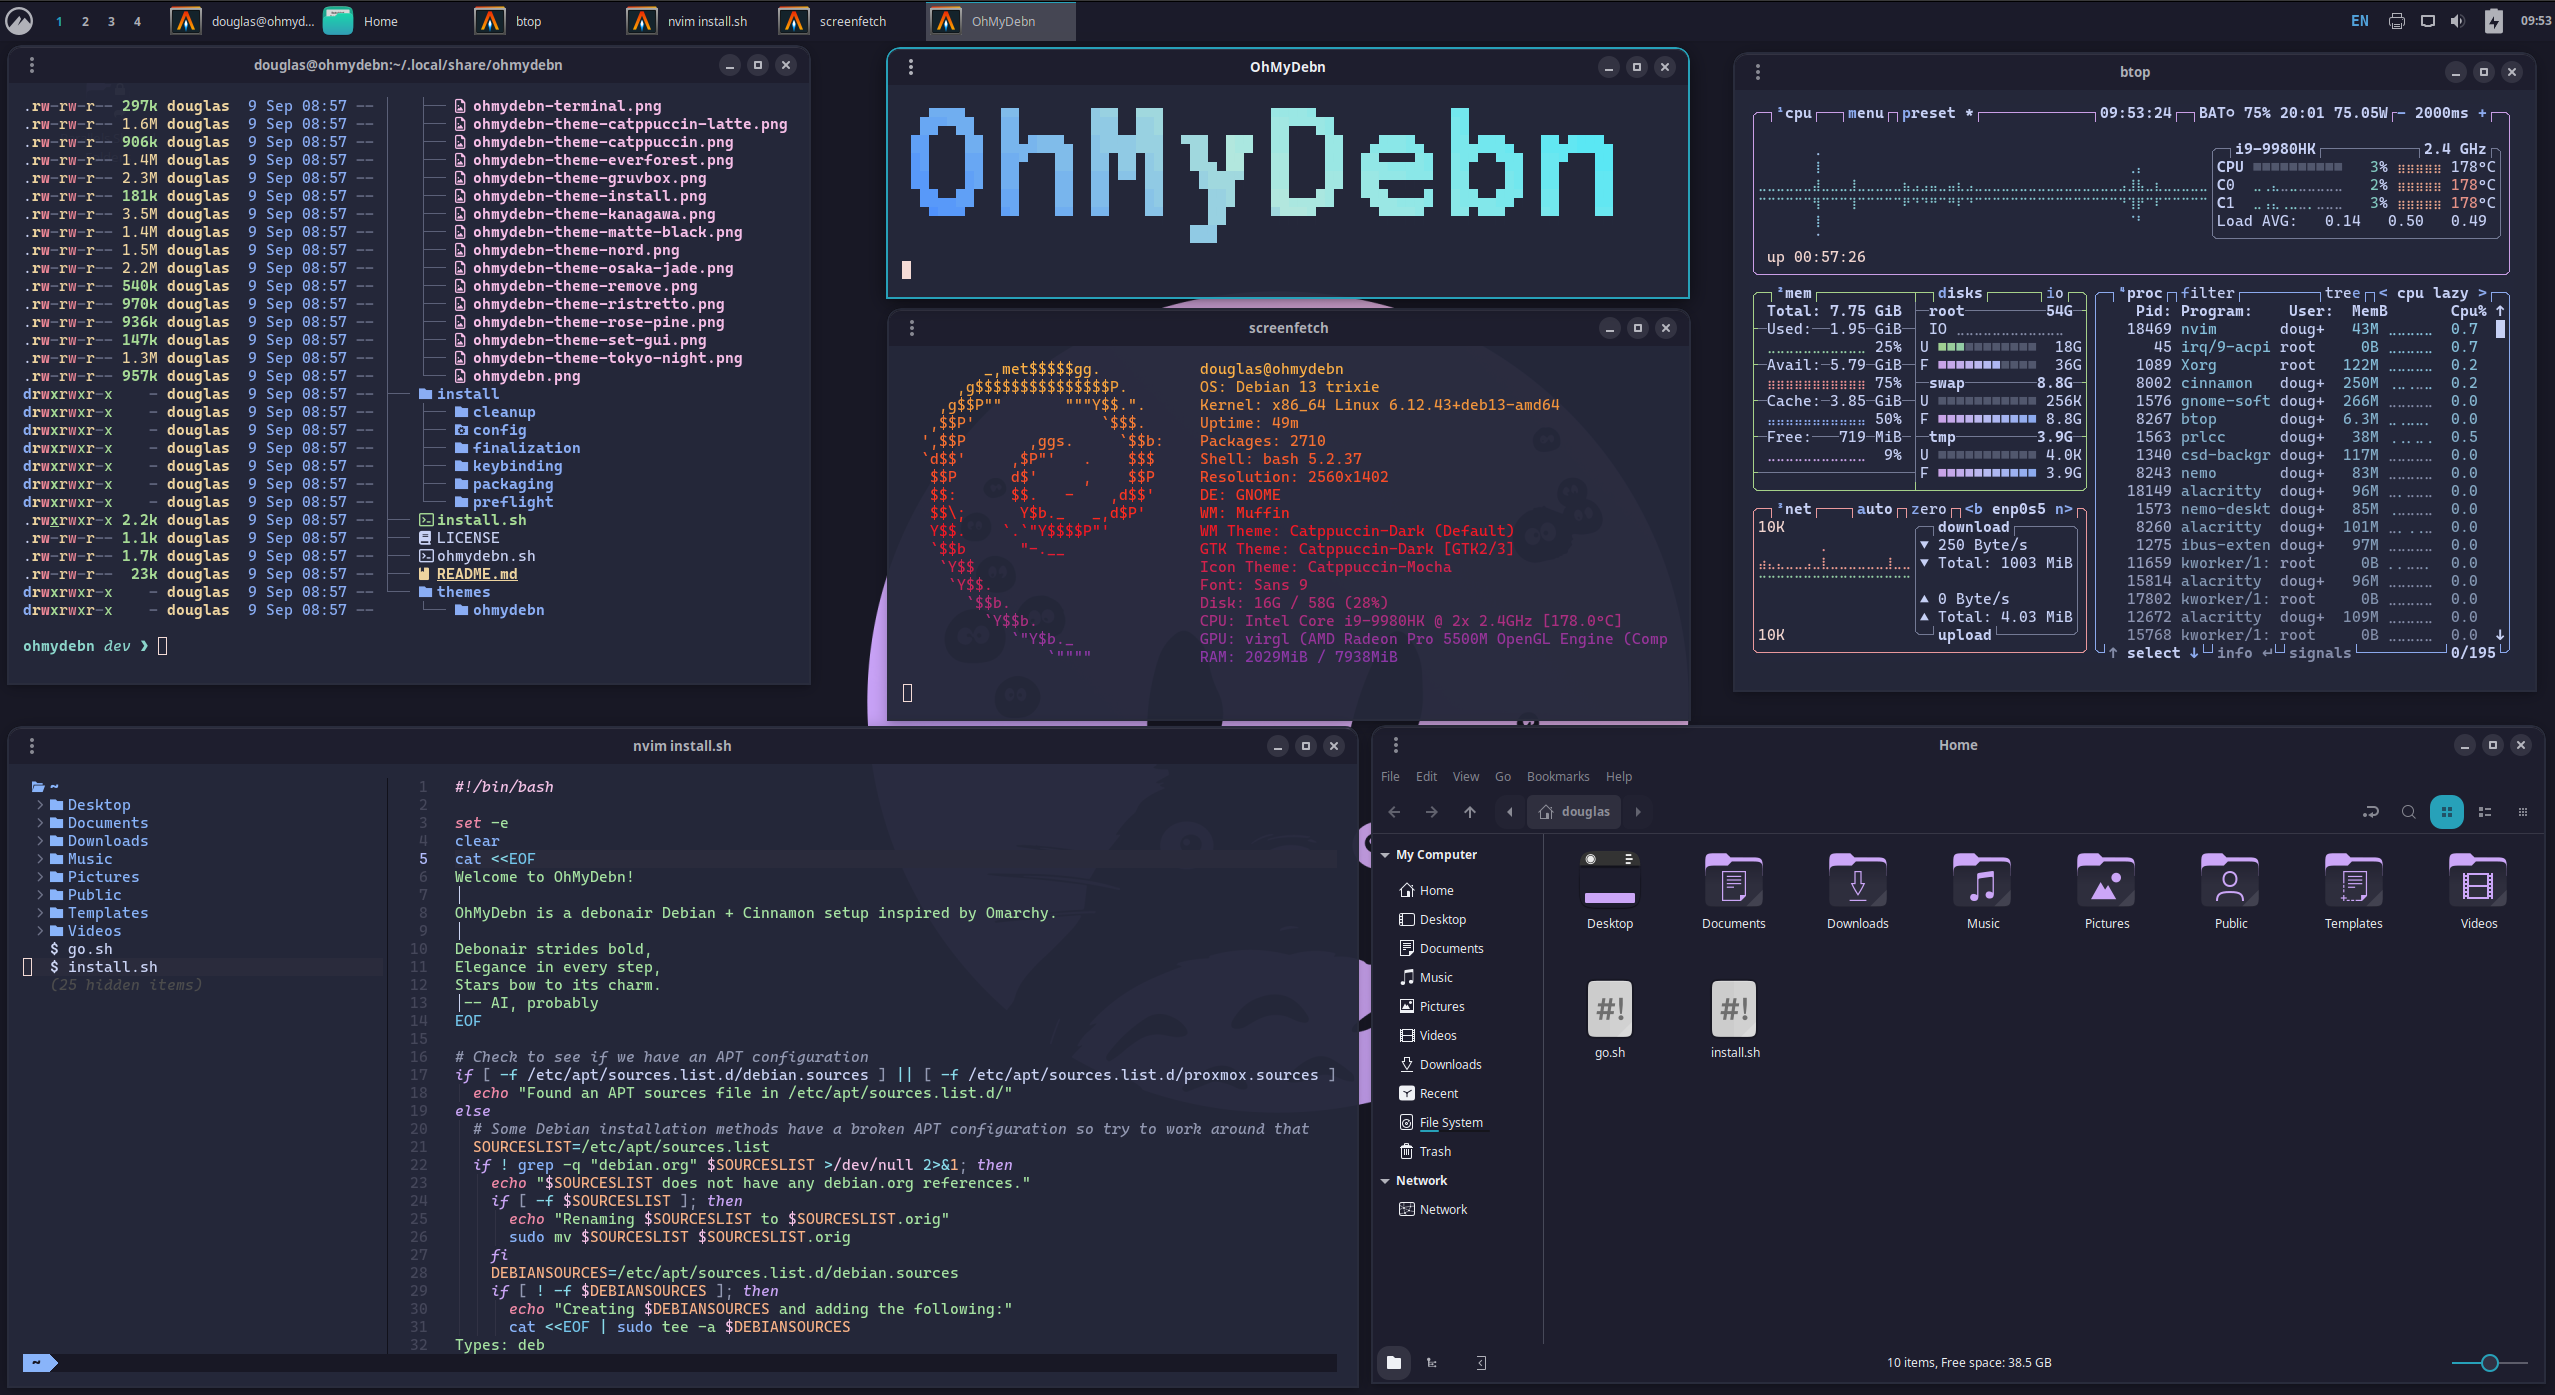 1 2 3 4 douglas@ohmyd... Home btop nvim install.sh screenfetch OhMyDebn EN 09:53
douglas@ohmydebn:~/.local/share/ohmydebn
.rw-rw-r-- 297k douglas 9 Sep 08:57 -- ohmydebn-terminal.png
.rw-rw-r-- 1.6M douglas 9 Sep 08:57 -- ohmydebn-theme-catppuccin-latte.png
.rw-rw-r-- 906k douglas 9 Sep 08:57 -- ohmydebn-theme-catppuccin.png
.rw-rw-r-- 1.4M douglas 9 Sep 08:57 -- ohmydebn-theme-everforest.png
.rw-rw-r-- 2.3M douglas 9 Sep 08:57 -- ohmydebn-theme-gruvbox.png
.rw-rw-r-- 181k douglas 9 Sep 08:57 -- ohmydebn-theme-install.png
.rw-rw-r-- 3.5M douglas 9 Sep 08:57 -- ohmydebn-theme-kanagawa.png
.rw-rw-r-- 1.4M douglas 9 Sep 08:57 -- ohmydebn-theme-matte-black.png
.rw-rw-r-- 1.5M douglas 9 Sep 08:57 -- ohmydebn-theme-nord.png
.rw-rw-r-- 2.2M douglas 9 Sep 08:57 -- ohmydebn-theme-osaka-jade.png
.rw-rw-r-- 540k douglas 9 Sep 08:57 -- ohmydebn-theme-remove.png
.rw-rw-r-- 970k douglas 9 Sep 08:57 -- ohmydebn-theme-ristretto.png
.rw-rw-r-- 936k douglas 9 Sep 08:57 -- ohmydebn-theme-rose-pine.png
.rw-rw-r-- 147k douglas 9 Sep 08:57 -- ohmydebn-theme-set-gui.png
.rw-rw-r-- 1.3M douglas 9 Sep 08:57 -- ohmydebn-theme-tokyo-night.png
.rw-rw-r-- 957k douglas 9 Sep 08:57 -- ohmydebn.png
drwxrwxr-x - douglas 9 Sep 08:57 -- install
drwxrwxr-x - douglas 9 Sep 08:57 -- cleanup
drwxrwxr-x - douglas 9 Sep 08:57 -- config
drwxrwxr-x - douglas 9 Sep 08:57 -- finalization
drwxrwxr-x - douglas 9 Sep 08:57 -- keybinding
drwxrwxr-x - douglas 9 Sep 08:57 -- packaging
drwxrwxr-x - douglas 9 Sep 08:57 -- preflight
.rwxrwxr-x 2.2k douglas 9 Sep 08:57 -- install.sh
.rw-rw-r-- 1.1k douglas 9 Sep 08:57 -- LICENSE
.rw-rw-r-- 1.7k douglas 9 Sep 08:57 -- ohmydebn.sh
.rw-rw-r-- 23k douglas 9 Sep 08:57 -- README.md
drwxrwxr-x - douglas 9 Sep 08:57 -- themes
drwxrwxr-x - douglas 9 Sep 08:57 -- ohmydebn
ohmydebn dev ❯
OhMyDebn
OhMyDebn
screenfetch
_,met$$$$$gg. douglas@ohmydebn
,g$$$$$$$$$$$$$$$P. OS: Debian 13 trixie
,g$$P"" """Y$$.". Kernel: x86_64 Linux 6.12.43+deb13-amd64
,$$P' `$$$. Uptime: 49m
',$$P ,ggs. `$$b: Packages: 2710
`d$$' ,$P"' . $$$ Shell: bash 5.2.37
$$P d$' , $$P Resolution: 2560x1402
$$: $$. - ,d$$' DE: GNOME
$$\; Y$b._ _,d$P' WM: Muffin
Y$$. `.`"Y$$$$P"' WM Theme: Catppuccin-Dark (Default)
`$$b "-.__ GTK Theme: Catppuccin-Dark [GTK2/3]
`Y$$ Icon Theme: Catppuccin-Mocha
`Y$$. Font: Sans 9
`$$b. Disk: 16G / 58G (28%)
`Y$$b. CPU: Intel Core i9-9980HK @ 2x 2.4GHz [178.0°C]
`"Y$b._ GPU: virgl (AMD Radeon Pro 5500M OpenGL Engine (Comp
`"""" RAM: 2029MiB / 7938MiB
btop
¹cpu menu preset * 09:53:24 BAT 75% 20:01 75.05W - 2000ms +
i9-9980HK 2.4 GHz
CPU 3% 178°C
C0 2% 178°C
C1 3% 178°C
Load AVG: 0.14 0.50 0.49
up 00:57:26
²mem disks io
Total: 7.75 GiB root 54G
Used: 1.95 GiB IO
25% U 18G
Avail: 5.79 GiB F 36G
75% swap 8.8G
Cache: 3.85 GiB U 256K
50% F 8.8G
Free: 719 MiB tmp 3.9G
9% U 4.0K
F 3.9G
³net auto zero <b enp0s5 n>
10K download
▼ 250 Byte/s
▼ Total: 1003 MiB
▲ 0 Byte/s
▲ Total: 4.03 MiB
10K upload
⁴proc filter tree < cpu lazy >
Pid: Program: User: MemB Cpu% ↑
18469 nvim doug+ 43M 0.7
45 irq/9-acpi root 0B 0.7
1089 Xorg root 122M 0.2
8002 cinnamon doug+ 250M 0.2
1576 gnome-soft doug+ 266M 0.0
8267 btop doug+ 6.3M 0.0
1563 prlcc doug+ 38M 0.5
1340 csd-backgr doug+ 117M 0.0
8243 nemo doug+ 83M 0.0
18149 alacritty doug+ 96M 0.0
1573 nemo-deskt doug+ 85M 0.0
8260 alacritty doug+ 101M 0.0
1275 ibus-exten doug+ 97M 0.0
11659 kworker/1: root 0B 0.0
15814 alacritty doug+ 96M 0.0
17802 kworker/1: root 0B 0.0
12672 alacritty doug+ 109M 0.0
15768 kworker/1: root 0B 0.0 ↓
↑ select ↓ info ↵ signals 0/195
nvim install.sh
~
Desktop
Documents
Downloads
Music
Pictures
Public
Templates
Videos
$ go.sh
$ install.sh
(25 hidden items)
1 #!/bin/bash
2
3 set -e
4 clear
5 cat <<EOF
6 Welcome to OhMyDebn!
7
8 OhMyDebn is a debonair Debian + Cinnamon setup inspired by Omarchy.
9
10 Debonair strides bold,
11 Elegance in every step,
12 Stars bow to its charm.
13 -- AI, probably
14 EOF
15
16 # Check to see if we have an APT configuration
17 if [ -f /etc/apt/sources.list.d/debian.sources ] || [ -f /etc/apt/sources.list.d/proxmox.sources ]
18 echo "Found an APT sources file in /etc/apt/sources.list.d/"
19 else
20 # Some Debian installation methods have a broken APT configuration so try to work around that
21 SOURCESLIST=/etc/apt/sources.list
22 if ! grep -q "debian.org" $SOURCESLIST >/dev/null 2>&1; then
23 echo "$SOURCESLIST does not have any debian.org references."
24 if [ -f $SOURCESLIST ]; then
25 echo "Renaming $SOURCESLIST to $SOURCESLIST.orig"
26 sudo mv $SOURCESLIST $SOURCESLIST.orig
27 fi
28 DEBIANSOURCES=/etc/apt/sources.list.d/debian.sources
29 if [ ! -f $DEBIANSOURCES ]; then
30 echo "Creating $DEBIANSOURCES and adding the following:"
31 cat <<EOF | sudo tee -a $DEBIANSOURCES
32 Types: deb
~
Home
File Edit View Go Bookmarks Help
douglas
My Computer
Home
Desktop
Documents
Music
Pictures
Videos
Downloads
Recent
File System
Trash
Network
Network
Desktop Documents Downloads Music Pictures Public Templates Videos
#! #!
go.sh install.sh
10 items, Free space: 38.5 GB